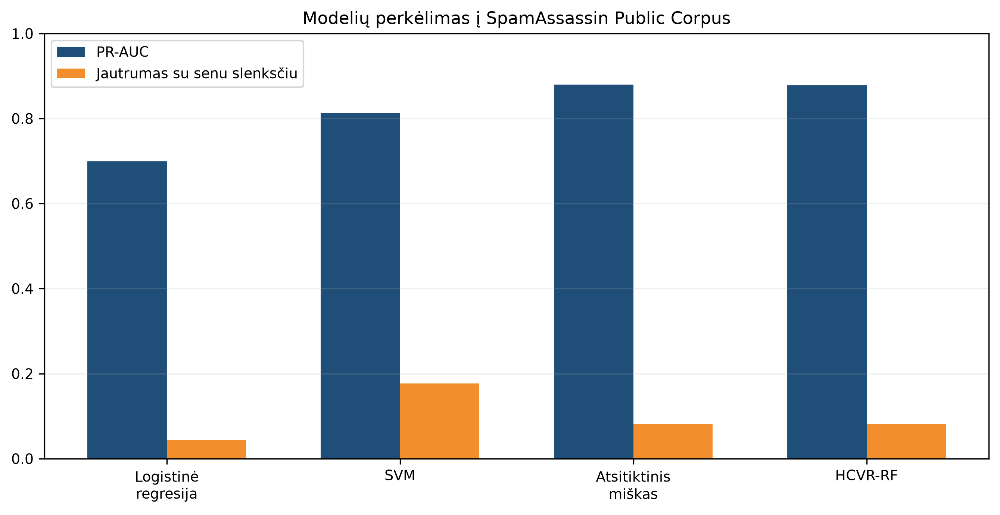 Modelių perkėlimas į SpamAssassin Public Corpus
PR-AUC
Jautrumas su senu slenksčiu
1.0
0.8
0.6
0.4
0.2
0.0
Logistinė
regresija
SVM
Atsitiktinis
miškas
HCVR-RF